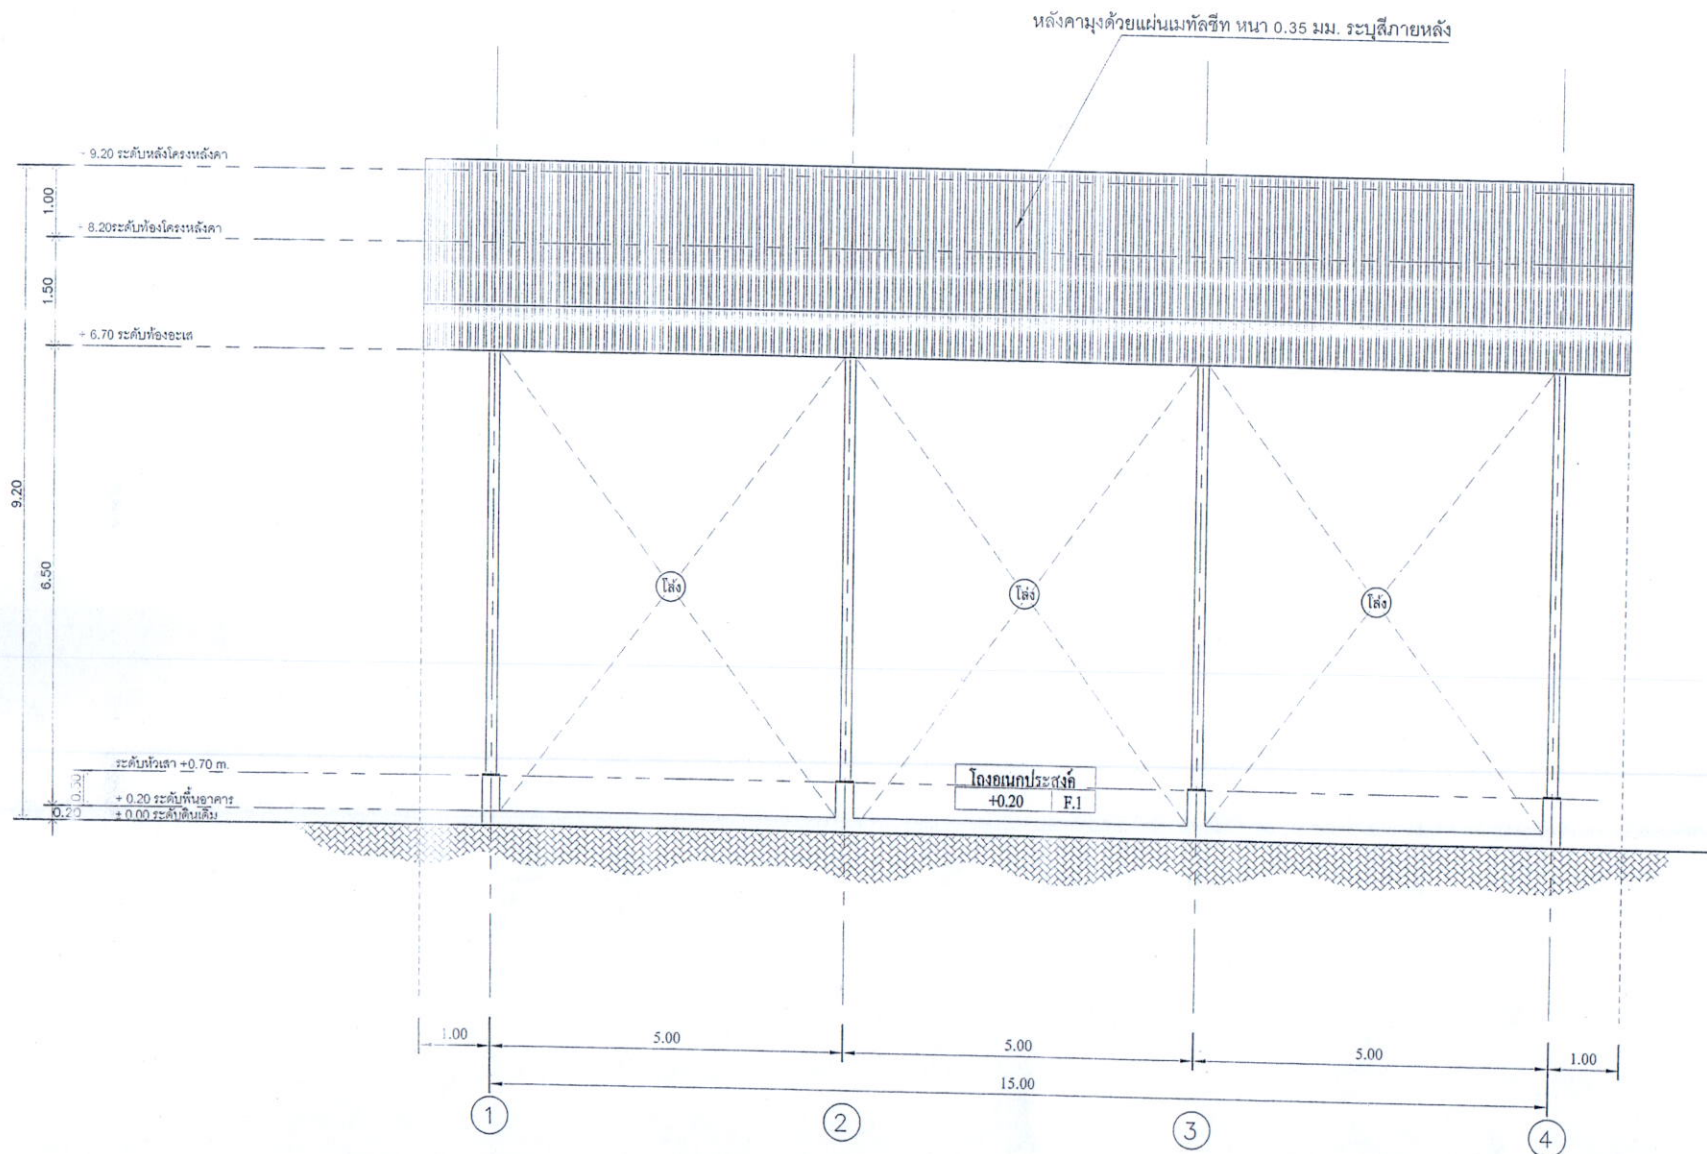 หลังคามุงด้วยแผ่นเมทัลชีท หนา 0.35 มม. ระบุสีภายหลัง
- 9.20 ระดับหลังโครงหลังคา
1.00
- 8.20ระดับท้องโครงหลังคา
1.50
+ 6.70 ระดับท้องอะเส
9.20
6.50
โล่ง
โล่ง
โล่ง
ระดับหัวเสา +0.70 m.
0.50
โถงอเนกประสงค์
+0.20 F.1
+ 0.20 ระดับพื้นอาคาร
0.20
± 0.00 ระดับดินเดิม
1.00
5.00
5.00
5.00
1.00
15.00
1
2
3
4